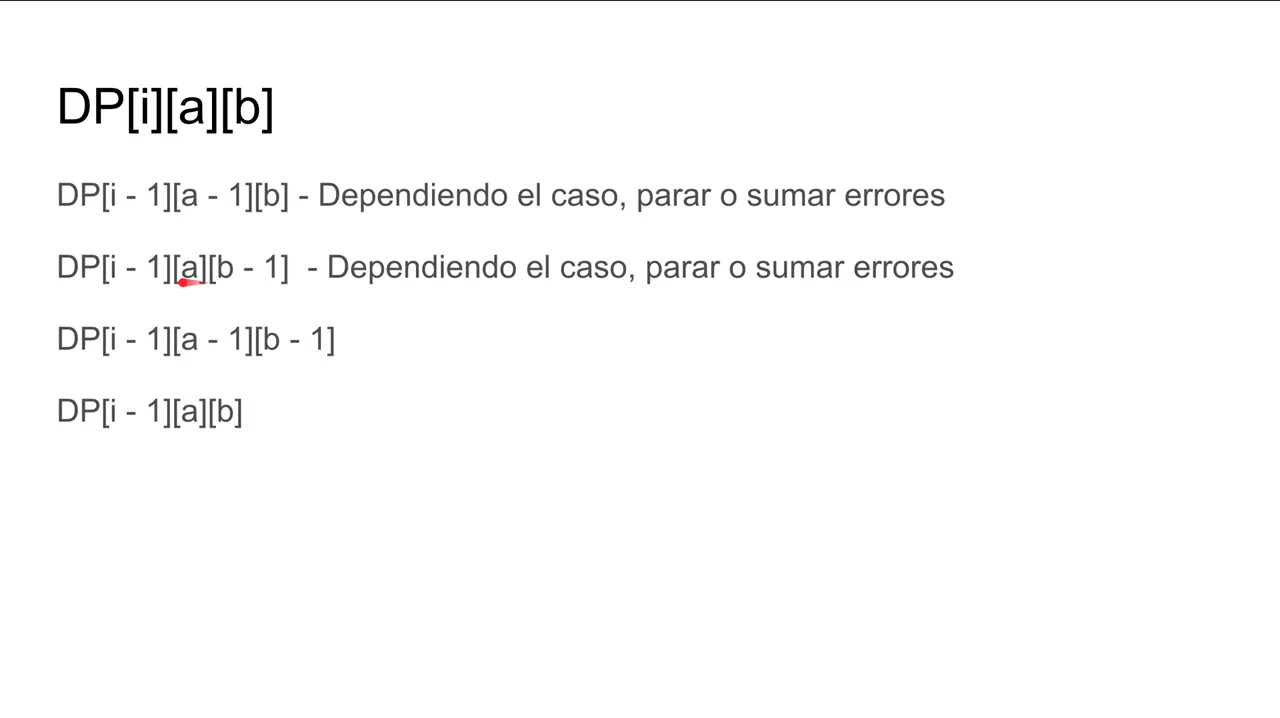 DP[i][a][b]
DP[i - 1][a - 1][b] - Dependiendo el caso, parar o sumar errores
DP[i - 1][a][b - 1]  - Dependiendo el caso, parar o sumar errores
DP[i - 1][a - 1][b - 1]
DP[i - 1][a][b]